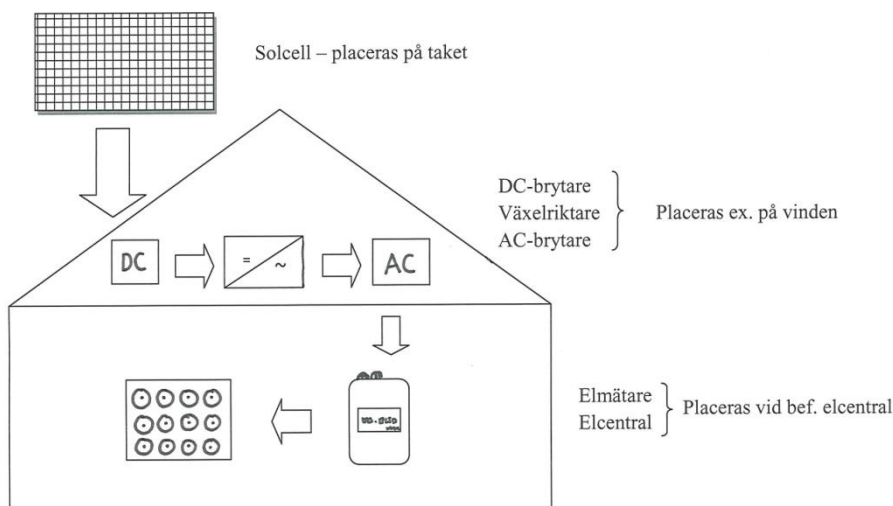 Solcell – placeras på taket
DC-brytare
Växelriktare
AC-brytare
Placeras ex. på vinden
DC
= ~
AC
Elmätare
Elcentral
Placeras vid bef. elcentral